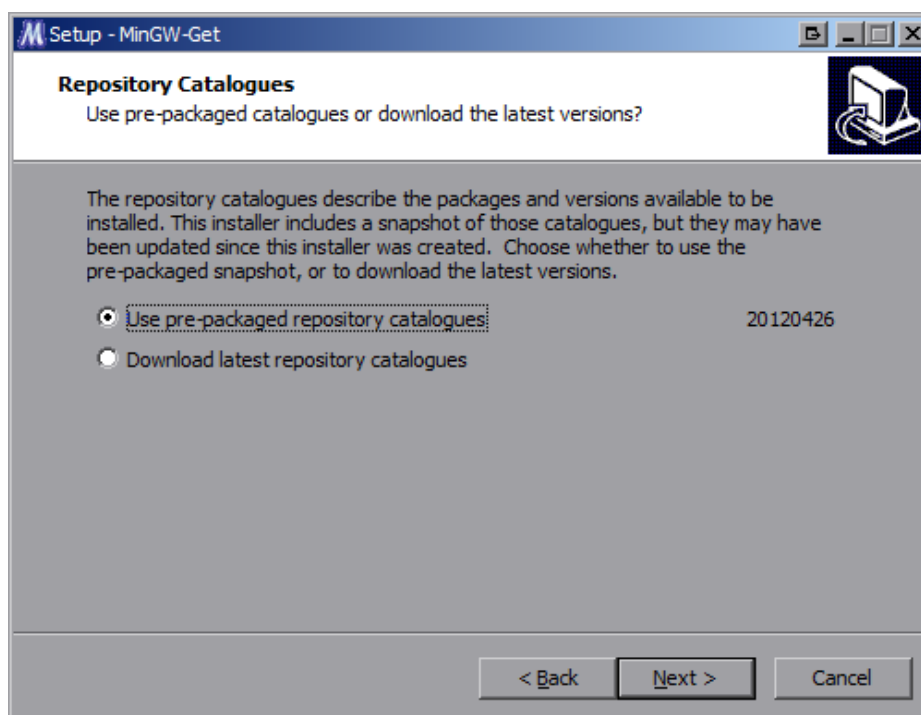 Setup - MinGW-Get
Repository Catalogues
Use pre-packaged catalogues or download the latest versions?
The repository catalogues describe the packages and versions available to be
installed. This installer includes a snapshot of those catalogues, but they may have
been updated since this installer was created.  Choose whether to use the
pre-packaged snapshot, or to download the latest versions.
Use pre-packaged repository catalogues 20120426
Download latest repository catalogues
< Back Next > Cancel